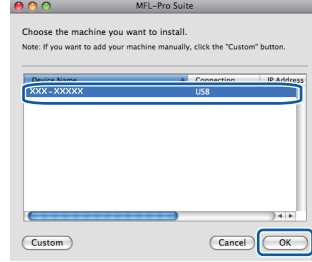 MFL-Pro Suite
Choose the machine you want to install.
Note: If you want to add your machine manually, click the "Custom" button.
Device Name Connection IP Address
XXX-XXXXX USB
Custom Cancel OK